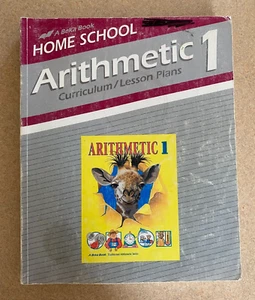 A Beka Book
HOME SCHOOL
Arithmetic 1
Curriculum/Lesson Plans
ARITHMETIC 1